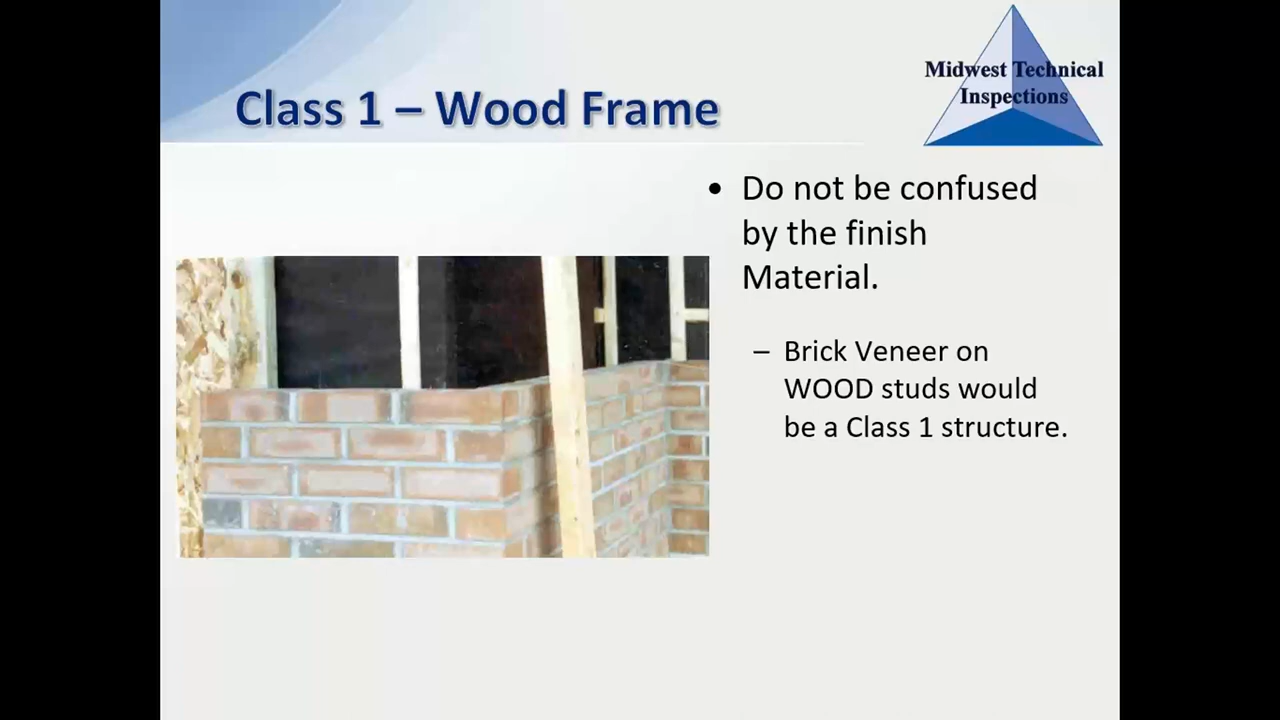 Class 1 – Wood Frame
Midwest Technical
Inspections
• Do not be confused
by the finish
Material.
– Brick Veneer on
WOOD studs would
be a Class 1 structure.